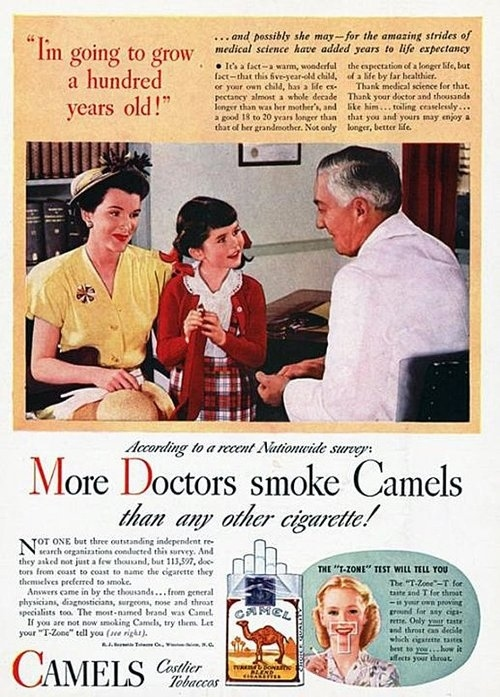 "I'm going to grow
a hundred
years old!"
...and possibly she may—for the amazing strides of
medical science have added years to life expectancy
● It's a fact—a warm, wonderful
fact—that this five-year-old child,
or your own child, has a life ex-
pectancy almost a whole decade
longer than was her mother's, and
a good 18 to 20 years longer than
that of her grandmother. Not only
the expectation of a longer life, but
of a life by far healthier.
Thank medical science for that.
Thank your doctor and thousands
like him...toiling ceaselessly...
that you and yours may enjoy a
longer, better life.
According to a recent Nationwide survey:
More Doctors smoke Camels
than any other cigarette!
NOT ONE but three outstanding independent re-
search organizations conducted this survey. And
they asked not just a few thousand, but 113,597, doc-
tors from coast to coast to name the cigarette they
themselves preferred to smoke.
Answers came in by the thousands...from general
physicians, diagnosticians, surgeons, nose and throat
specialists too. The most-named brand was Camel.
If you are not now smoking Camels, try them. Let
your "T-Zone" tell you (see right).
R. J. Reynolds Tobacco Co., Winston-Salem, N. C.
CAMELS
Costlier
Tobaccos
CAMEL
TURKISH & DOMESTIC
BLEND
CIGARETTES
THE "T-ZONE" TEST WILL TELL YOU
The "T-Zone"—T for
taste and T for throat
—is your own proving
ground for any ciga-
rette. Only your taste
and throat can decide
which cigarette tastes
best to you...how it
affects your throat.
T